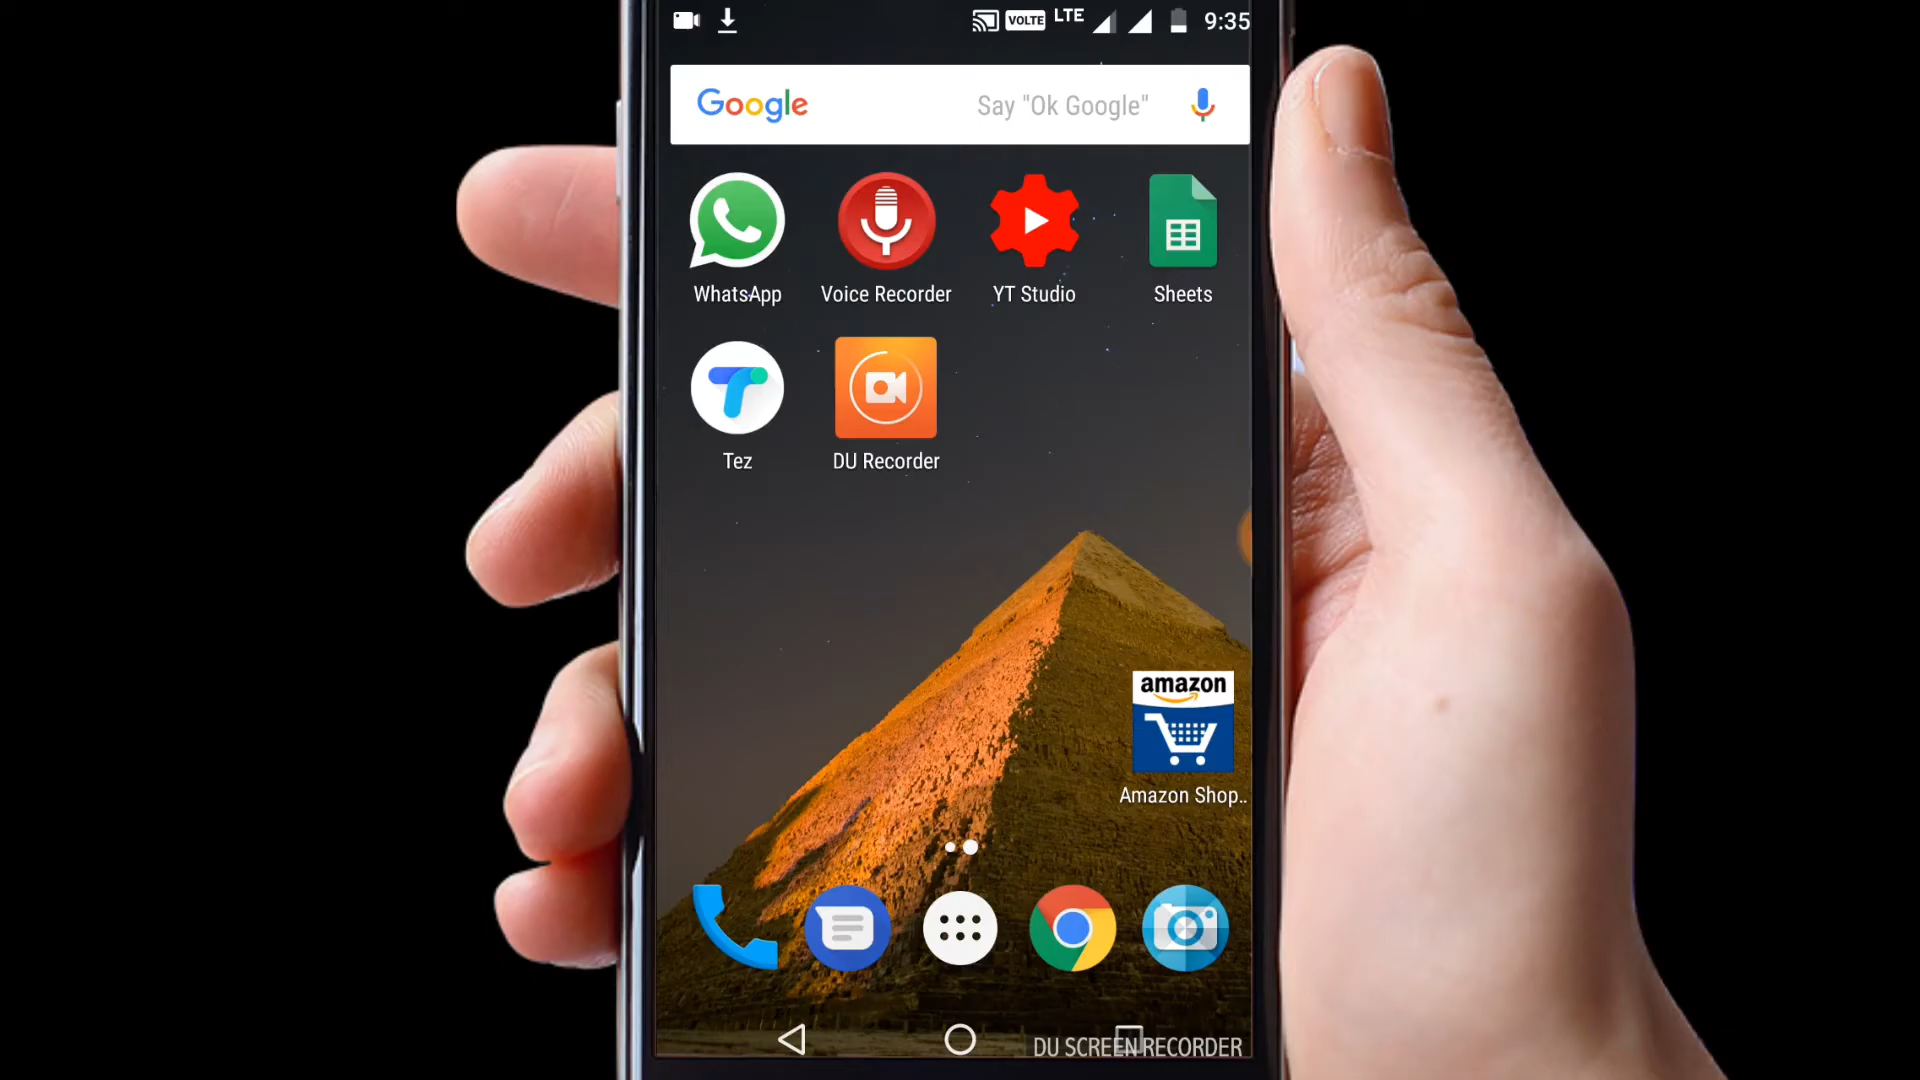 VOLTE LTE 9:35
Google Say "Ok Google"
WhatsApp Voice Recorder YT Studio Sheets
Tez DU Recorder
amazon
Amazon Shop..
DU SCREEN RECORDER